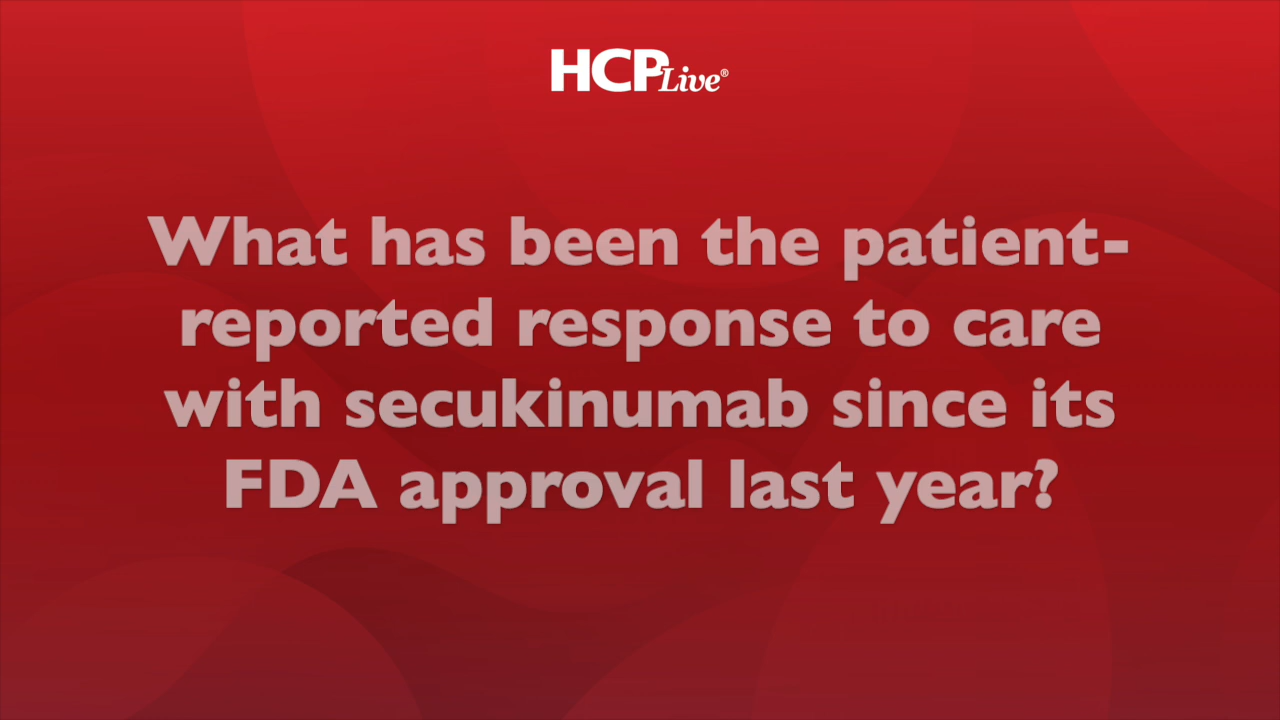 HCPLive®
What has been the patient-
reported response to care
with secukinumab since its
FDA approval last year?